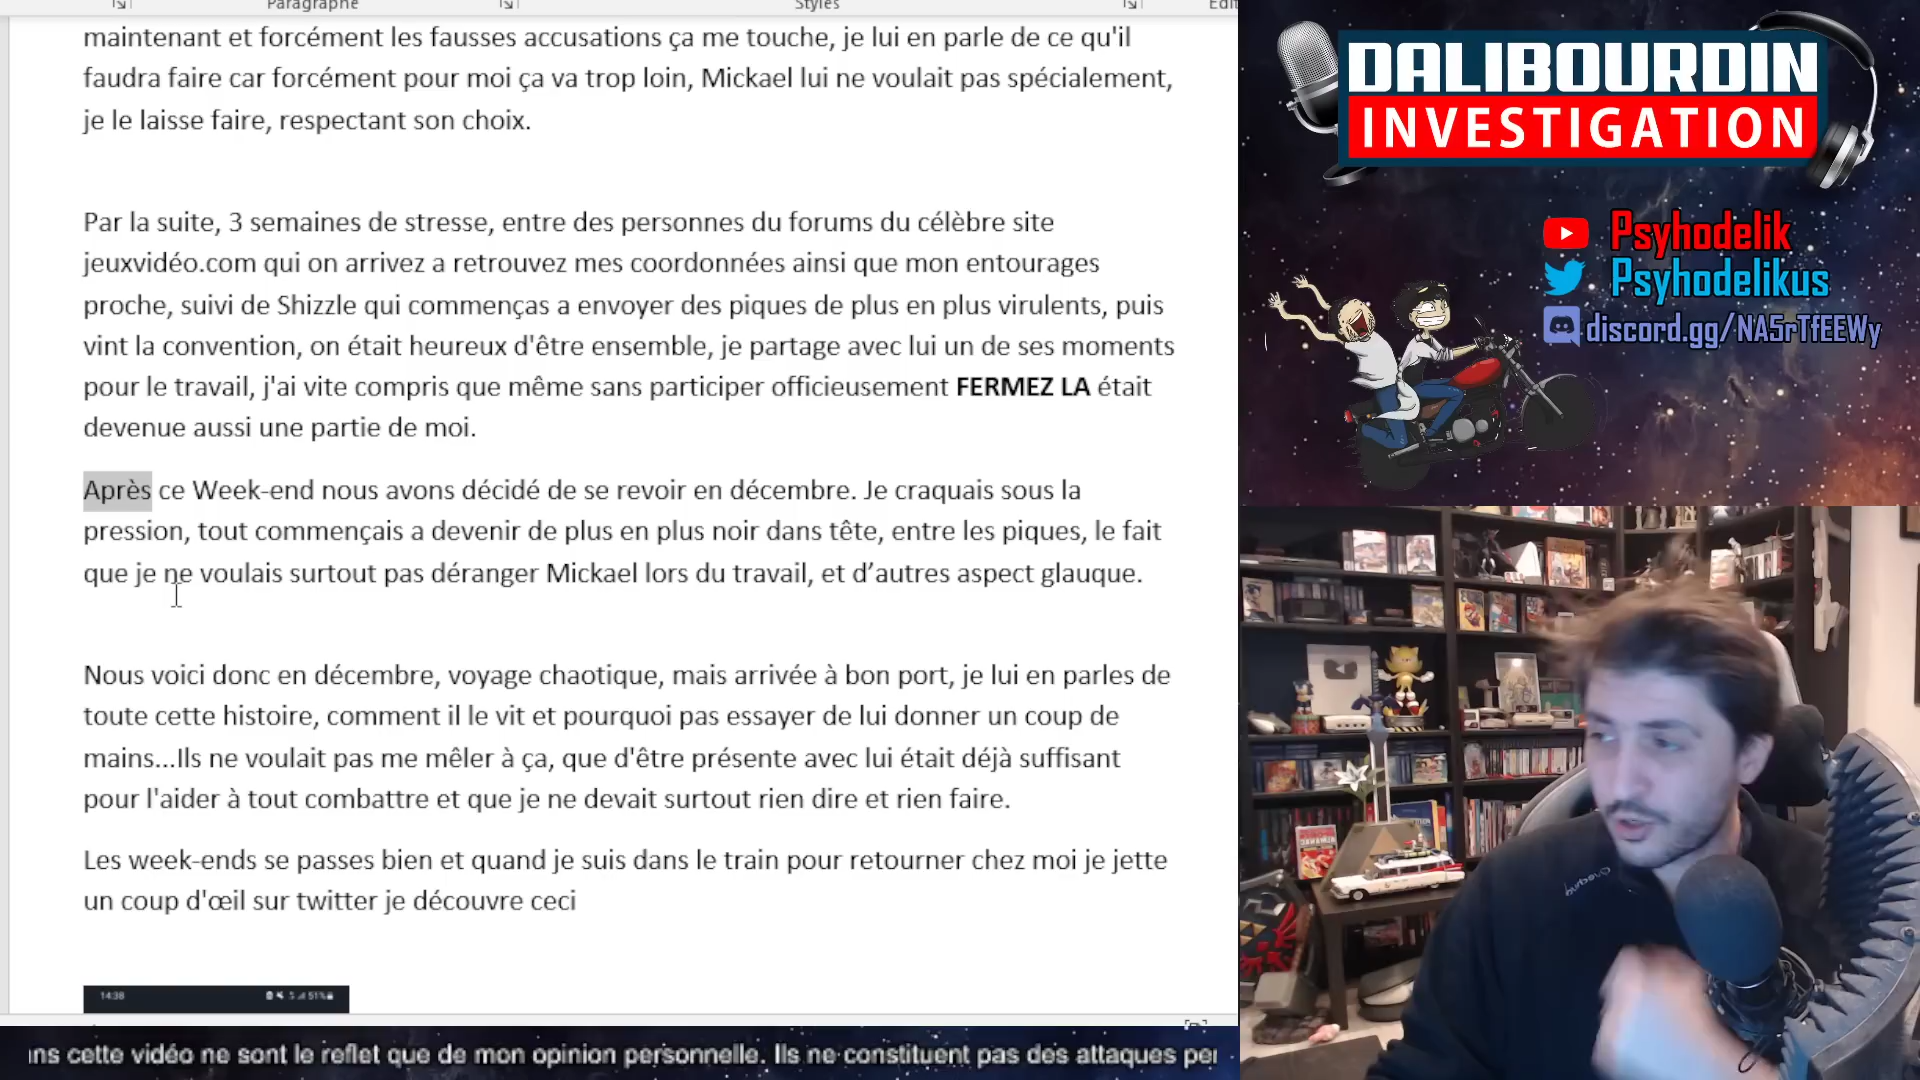 Paragraphe
Styles
maintenant et forcément les fausses accusations ça me touche, je lui en parle de ce qu'il
faudra faire car forcément pour moi ça va trop loin, Mickael lui ne voulait pas spécialement,
je le laisse faire, respectant son choix.
Par la suite, 3 semaines de stresse, entre des personnes du forums du célèbre site
jeuxvidéo.com qui on arrivez a retrouvez mes coordonnées ainsi que mon entourages
proche, suivi de Shizzle qui commenças a envoyer des piques de plus en plus virulents, puis
vint la convention, on était heureux d'être ensemble, je partage avec lui un de ses moments
pour le travail, j'ai vite compris que même sans participer officieusement FERMEZ LA était
devenue aussi une partie de moi.
Après ce Week-end nous avons décidé de se revoir en décembre. Je craquais sous la
pression, tout commençais a devenir de plus en plus noir dans tête, entre les piques, le fait
que je ne voulais surtout pas déranger Mickael lors du travail, et d’autres aspect glauque.
Nous voici donc en décembre, voyage chaotique, mais arrivée à bon port, je lui en parles de
toute cette histoire, comment il le vit et pourquoi pas essayer de lui donner un coup de
mains...Ils ne voulait pas me mêler à ça, que d'être présente avec lui était déjà suffisant
pour l'aider à tout combattre et que je ne devait surtout rien dire et rien faire.
Les week-ends se passes bien et quand je suis dans le train pour retourner chez moi je jette
un coup d'œil sur twitter je découvre ceci
14:38
51%
DALIBOURDIN
INVESTIGATION
Psyhodelik
Psyhodelikus
discord.gg/NA5rTfEEWy
cette vidéo ne sont le reflet que de mon opinion personnelle. Ils ne constituent pas des attaques